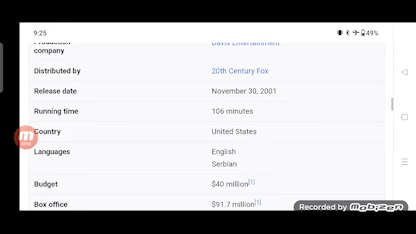 9:25
49%
Production
company
Davis Entertainment
Distributed by
20th Century Fox
Release date
November 30, 2001
Running time
106 minutes
Country
United States
Languages
English
Serbian
Budget
$40 million[1]
Box office
$91.7 million[1]
Recorded by Mobizen